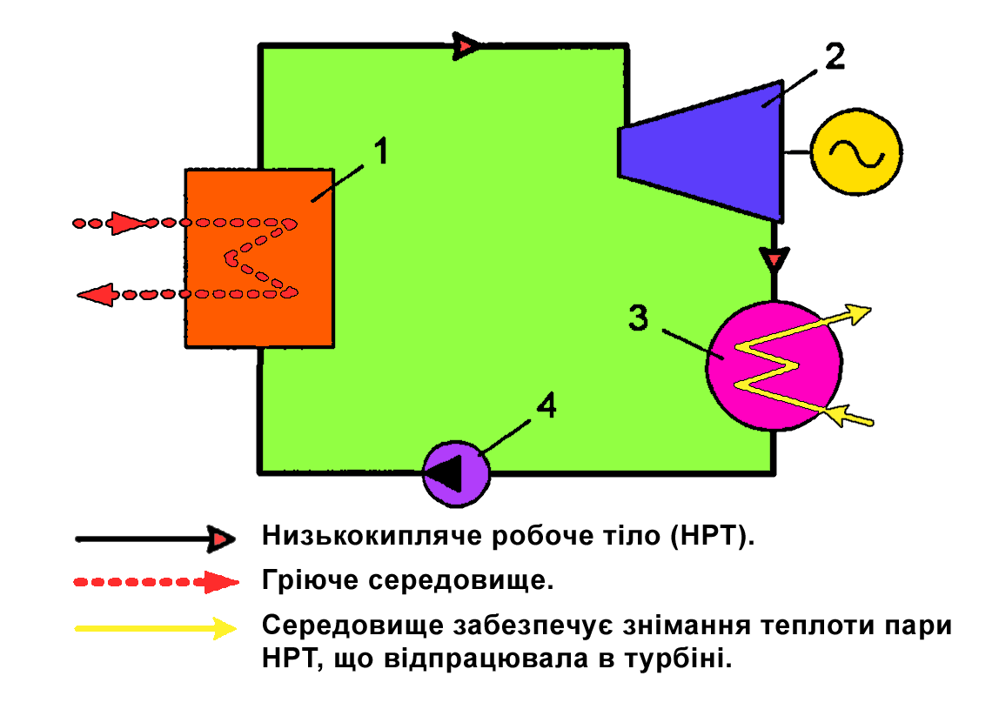 1
2
3
4
Низькокипляче робоче тіло (НРТ).
Гріюче середовище.
Середовище забезпечує знімання теплоти пари
НРТ, що відпрацювала в турбіні.